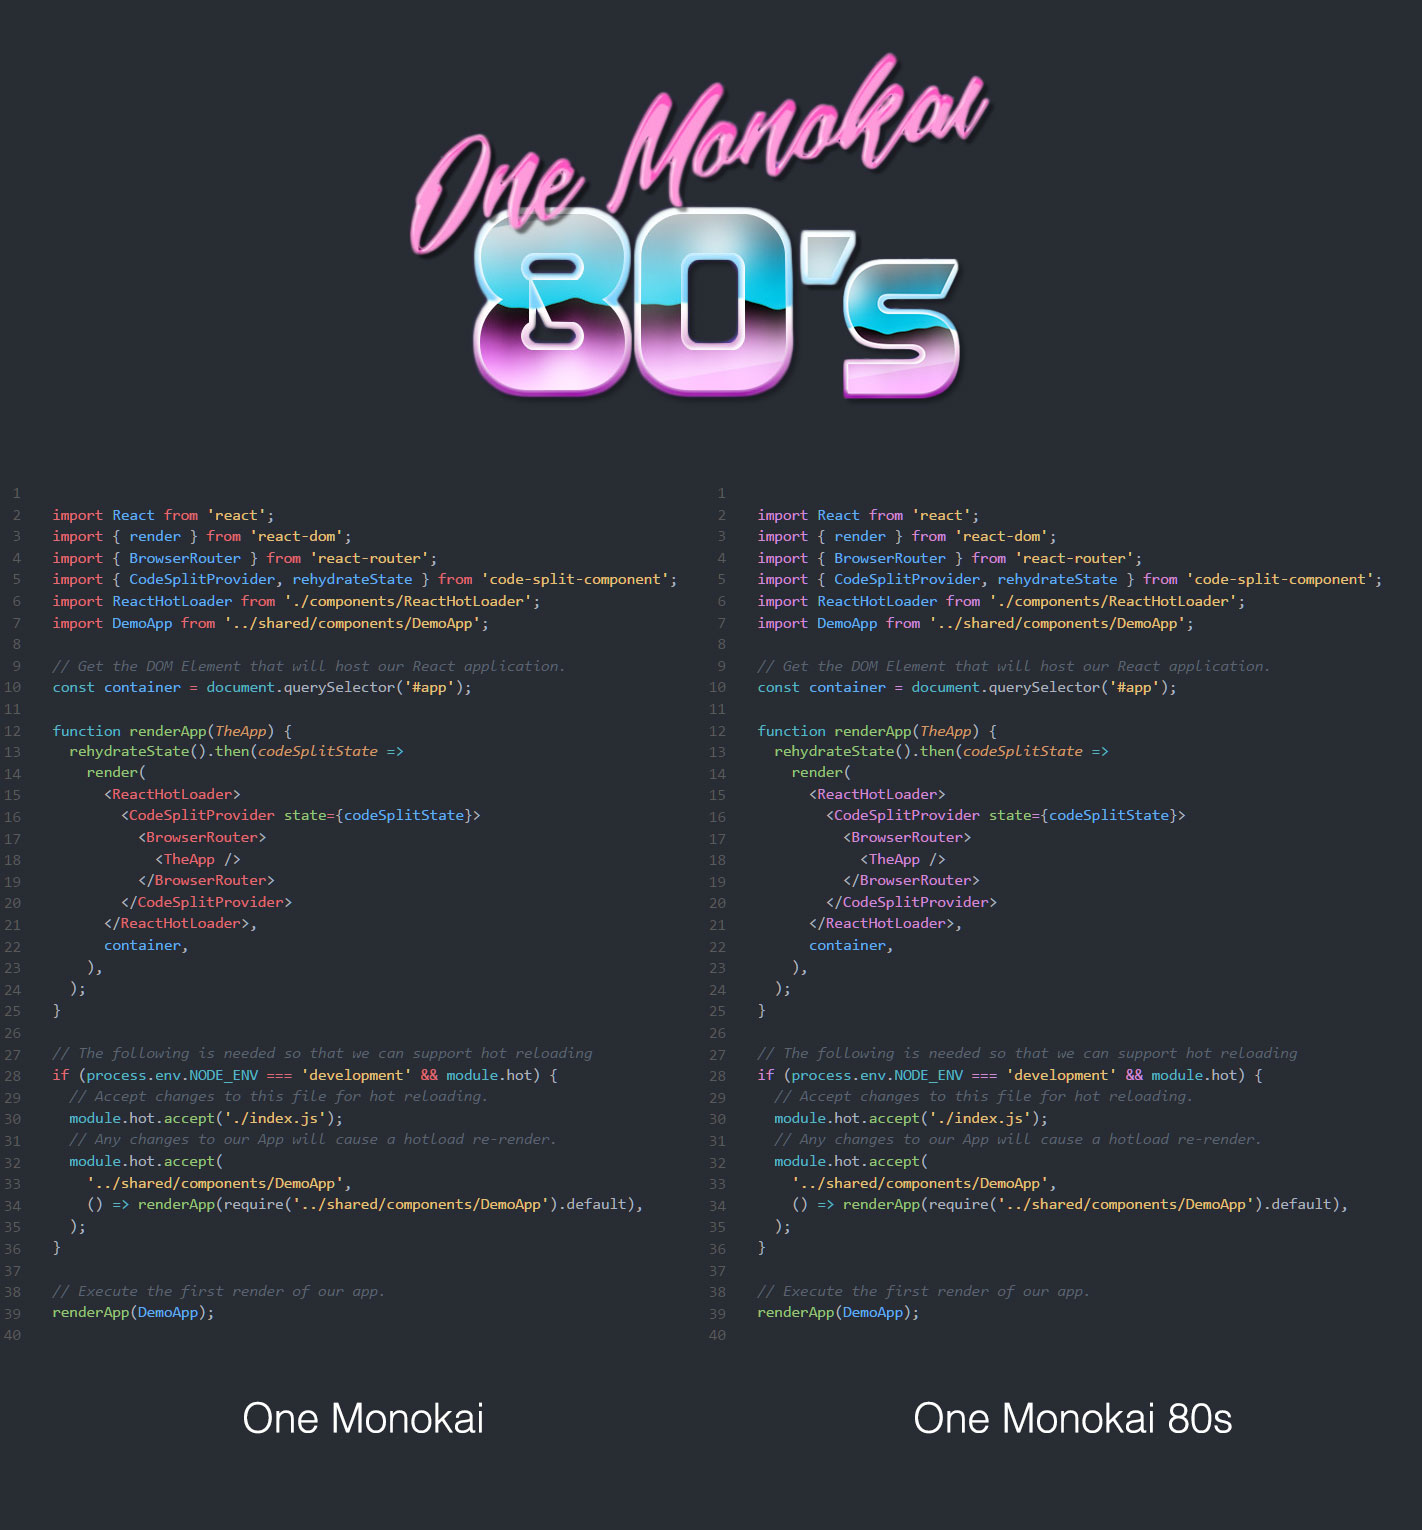 One Monokai
80's
1
2 import React from 'react';
3 import { render } from 'react-dom';
4 import { BrowserRouter } from 'react-router';
5 import { CodeSplitProvider, rehydrateState } from 'code-split-component';
6 import ReactHotLoader from './components/ReactHotLoader';
7 import DemoApp from '../shared/components/DemoApp';
8
9 // Get the DOM Element that will host our React application.
10 const container = document.querySelector('#app');
11
12 function renderApp(TheApp) {
13   rehydrateState().then(codeSplitState =>
14     render(
15       <ReactHotLoader>
16         <CodeSplitProvider state={codeSplitState}>
17           <BrowserRouter>
18             <TheApp />
19           </BrowserRouter>
20         </CodeSplitProvider>
21       </ReactHotLoader>,
22       container,
23     ),
24   );
25 }
26
27 // The following is needed so that we can support hot reloading
28 if (process.env.NODE_ENV === 'development' && module.hot) {
29   // Accept changes to this file for hot reloading.
30   module.hot.accept('./index.js');
31   // Any changes to our App will cause a hotload re-render.
32   module.hot.accept(
33     '../shared/components/DemoApp',
34     () => renderApp(require('../shared/components/DemoApp').default),
35   );
36 }
37
38 // Execute the first render of our app.
39 renderApp(DemoApp);
40
One Monokai
1
2 import React from 'react';
3 import { render } from 'react-dom';
4 import { BrowserRouter } from 'react-router';
5 import { CodeSplitProvider, rehydrateState } from 'code-split-component';
6 import ReactHotLoader from './components/ReactHotLoader';
7 import DemoApp from '../shared/components/DemoApp';
8
9 // Get the DOM Element that will host our React application.
10 const container = document.querySelector('#app');
11
12 function renderApp(TheApp) {
13   rehydrateState().then(codeSplitState =>
14     render(
15       <ReactHotLoader>
16         <CodeSplitProvider state={codeSplitState}>
17           <BrowserRouter>
18             <TheApp />
19           </BrowserRouter>
20         </CodeSplitProvider>
21       </ReactHotLoader>,
22       container,
23     ),
24   );
25 }
26
27 // The following is needed so that we can support hot reloading
28 if (process.env.NODE_ENV === 'development' && module.hot) {
29   // Accept changes to this file for hot reloading.
30   module.hot.accept('./index.js');
31   // Any changes to our App will cause a hotload re-render.
32   module.hot.accept(
33     '../shared/components/DemoApp',
34     () => renderApp(require('../shared/components/DemoApp').default),
35   );
36 }
37
38 // Execute the first render of our app.
39 renderApp(DemoApp);
40
One Monokai 80s